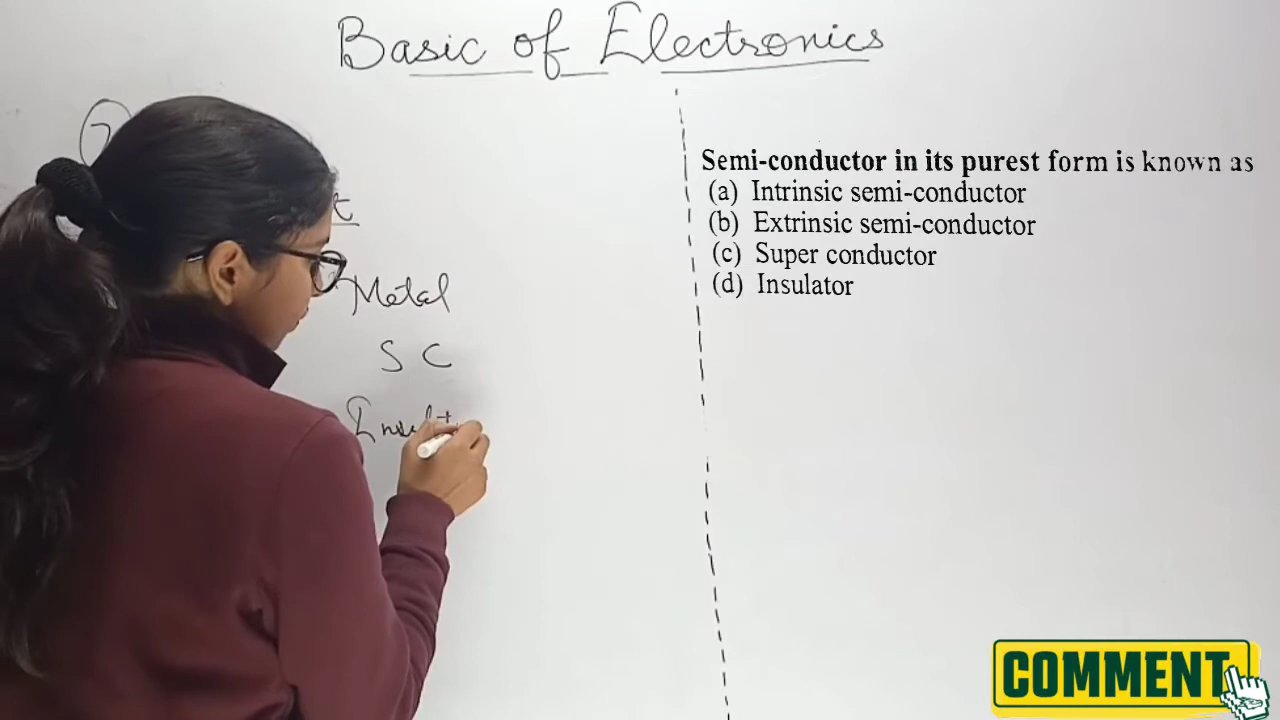 Basic of Electronics
Metal
S C
Semi-conductor in its purest form is known as
(a) Intrinsic semi-conductor
(b) Extrinsic semi-conductor
(c) Super conductor
(d) Insulator
COMMENT